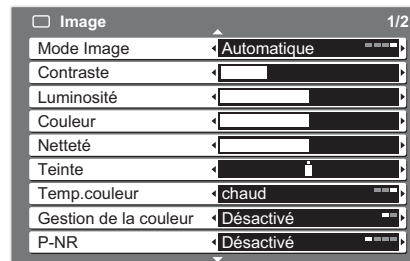 Image 1/2
Mode Image Automatique
Contraste
Luminosité
Couleur
Netteté
Teinte
Temp.couleur chaud
Gestion de la couleur Désactivé
P-NR Désactivé